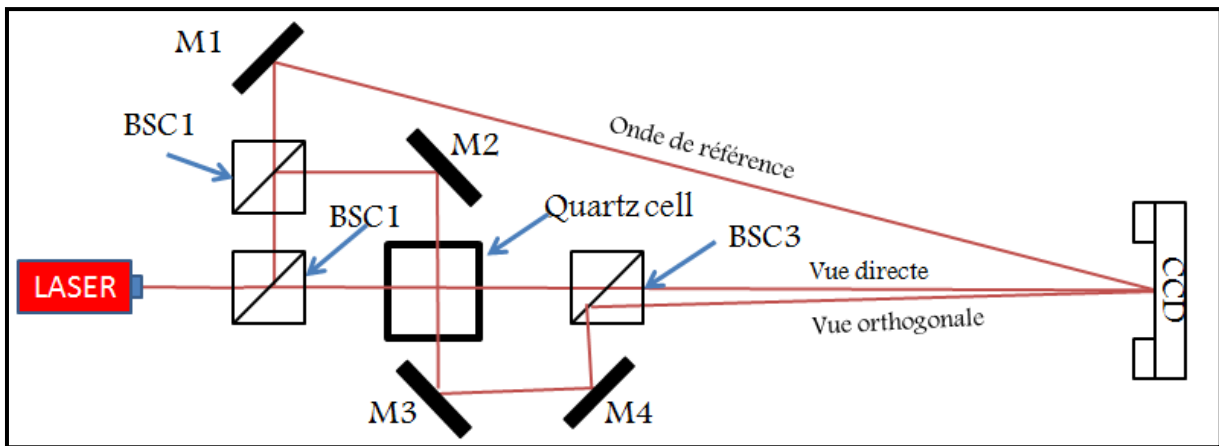 M1
BSC1
M2
Onde de référence
BSC1
Quartz cell
BSC3
LASER
Vue directe
Vue orthogonale
CCD
M3
M4